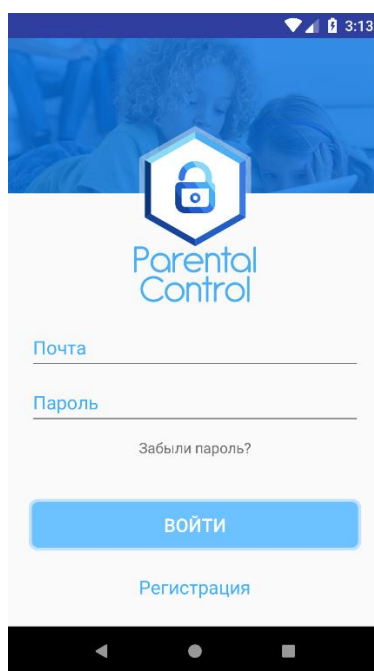 3:13
Parental
Control
Почта
Пароль
Забыли пароль?
ВОЙТИ
Регистрация